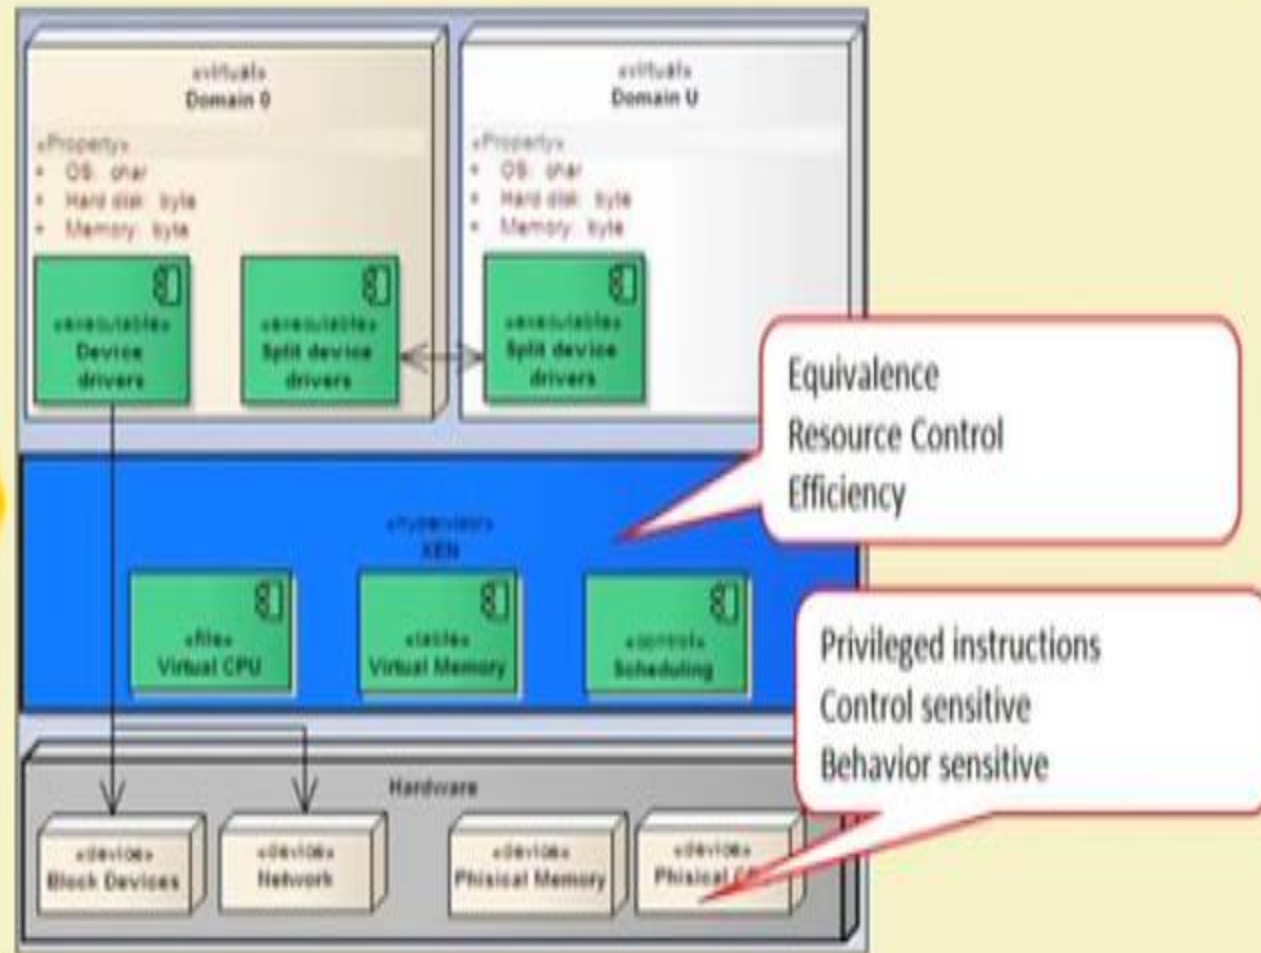 «virtual»
Domain 0
«Property»
+ OS: char
+ Hard disk: byte
+ Memory: byte
«executable»
Device
drivers
«executable»
Split device
drivers
«virtual»
Domain U
«Property»
+ OS: char
+ Hard disk: byte
+ Memory: byte
«executable»
Split device
drivers
Equivalence
Resource Control
Efficiency
«hypervisor»
XEN
«file»
Virtual CPU
«table»
Virtual Memory
«control»
Scheduling
Privileged instructions
Control sensitive
Behavior sensitive
Hardware
«device»
Block Devices
«device»
Network
«device»
Phisical Memory
«device»
Phisical